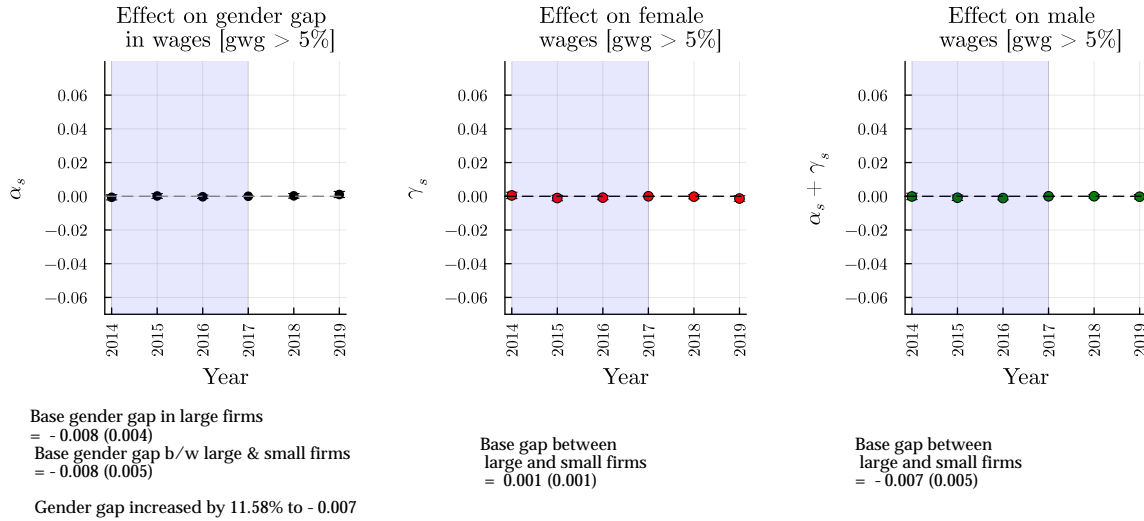 Effect on gender gap
in wages [gwg > 5%]
α_s
0.06
0.04
0.02
0.00
−0.02
−0.04
−0.06
2014
2015
2016
2017
2018
2019
Year
Base gender gap in large firms
= - 0.008 (0.004)
Base gender gap b/w large & small firms
= - 0.008 (0.005)
Gender gap increased by 11.58% to - 0.007
Effect on female
wages [gwg > 5%]
γ_s
0.06
0.04
0.02
0.00
−0.02
−0.04
−0.06
2014
2015
2016
2017
2018
2019
Year
Base gap between
large and small firms
= 0.001 (0.001)
Effect on male
wages [gwg > 5%]
α_s + γ_s
0.06
0.04
0.02
0.00
−0.02
−0.04
−0.06
2014
2015
2016
2017
2018
2019
Year
Base gap between
large and small firms
= - 0.007 (0.005)